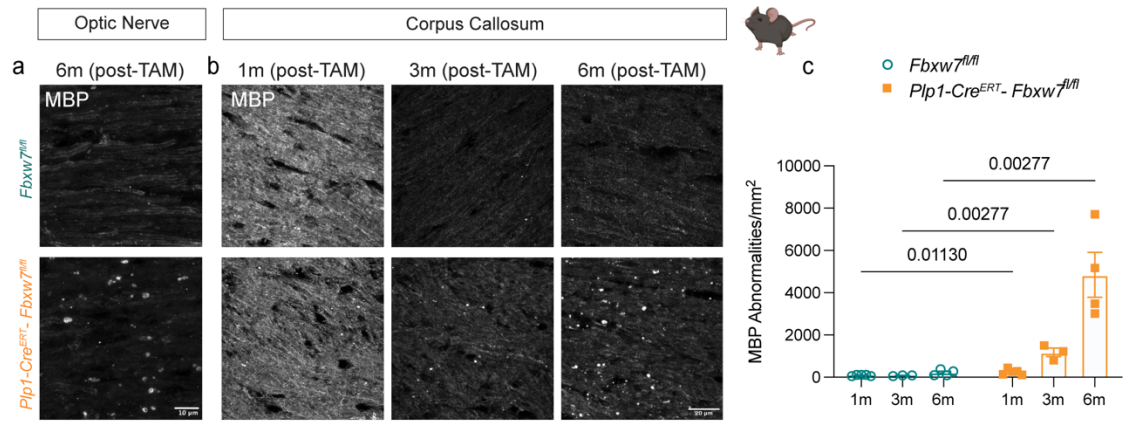 Optic Nerve
Corpus Callosum
a
6m (post-TAM)
b
1m (post-TAM)
3m (post-TAM)
6m (post-TAM)
MBP
MBP
Fbxw7fl/fl
Plp1-CreERT- Fbxw7fl/fl
10 µm
20 µm
c
Fbxw7fl/fl
Plp1-CreERT- Fbxw7fl/fl
MBP Abnormalities/mm2
10000
8000
6000
4000
2000
0
0.00277
0.00277
0.01130
1m 3m 6m 1m 3m 6m